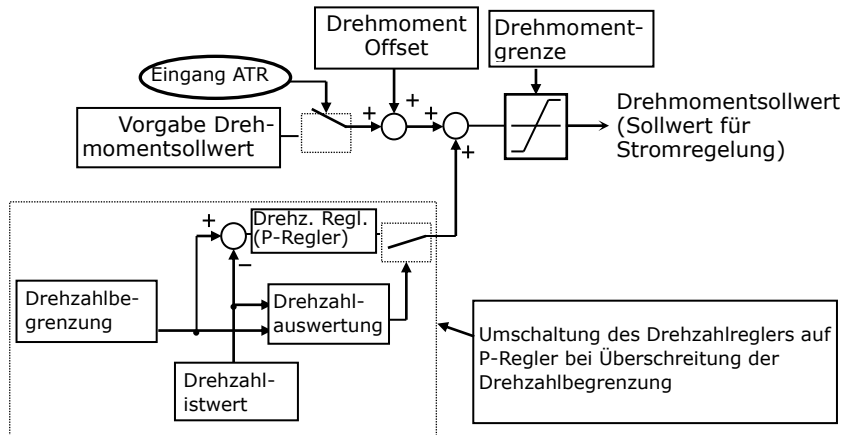 Drehmoment
Offset
Drehmoment-
grenze
Eingang ATR
Vorgabe Dreh-
momentsollwert
+
+
+
+
Drehmomentsollwert
(Sollwert für
Stromregelung)
+
Drehz. Regl.
(P-Regler)
−
Drehzahlbe-
grenzung
Drehzahl-
auswertung
Drehzahl-
istwert
Umschaltung des Drehzahlreglers auf
P-Regler bei Überschreitung der
Drehzahlbegrenzung